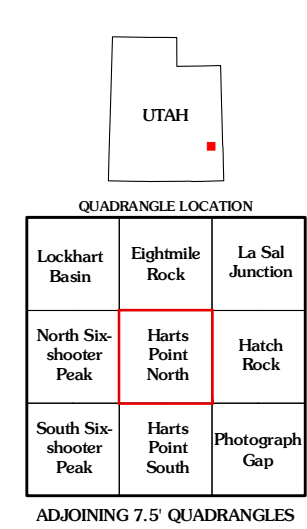 UTAH
QUADRANGLE LOCATION
Lockhart
Basin
Eightmile
Rock
La Sal
Junction
North Six-
shooter
Peak
Harts
Point
North
Hatch
Rock
South Six-
shooter
Peak
Harts
Point
South
Photograph
Gap
ADJOINING 7.5' QUADRANGLES